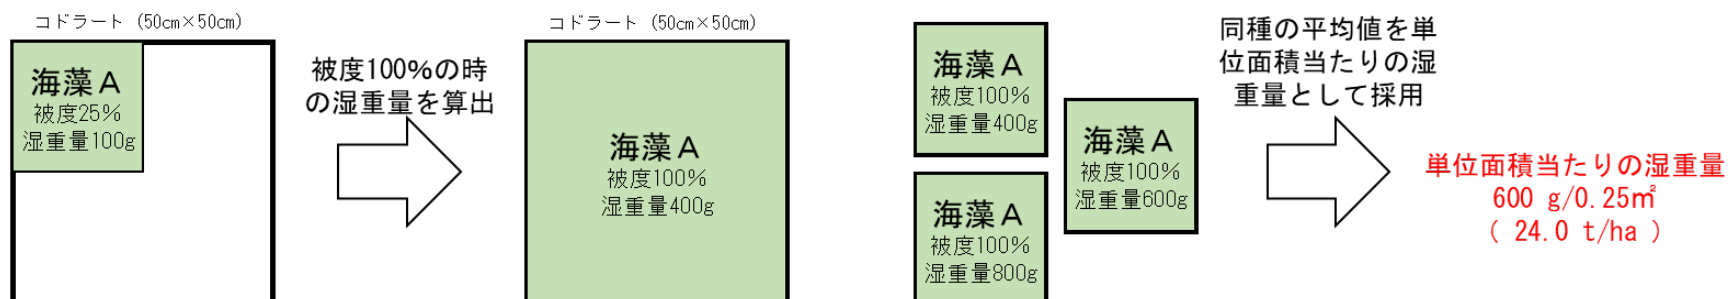 コドラート (50cm×50cm)
海藻A
被度25%
湿重量100g
被度100%の時
の湿重量を算出
コドラート (50cm×50cm)
海藻A
被度100%
湿重量400g
海藻A
被度100%
湿重量400g
海藻A
被度100%
湿重量600g
海藻A
被度100%
湿重量800g
同種の平均値を単
位面積当たりの湿
重量として採用
単位面積当たりの湿重量
600 g/0.25㎡
( 24.0 t/ha )